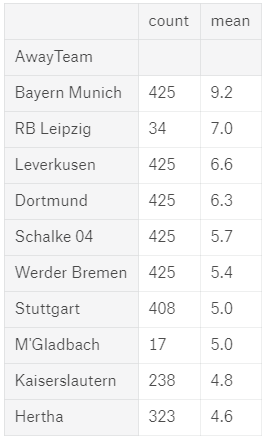 count mean
AwayTeam
Bayern Munich 425 9.2
RB Leipzig 34 7.0
Leverkusen 425 6.6
Dortmund 425 6.3
Schalke 04 425 5.7
Werder Bremen 425 5.4
Stuttgart 408 5.0
M'Gladbach 17 5.0
Kaiserslautern 238 4.8
Hertha 323 4.6